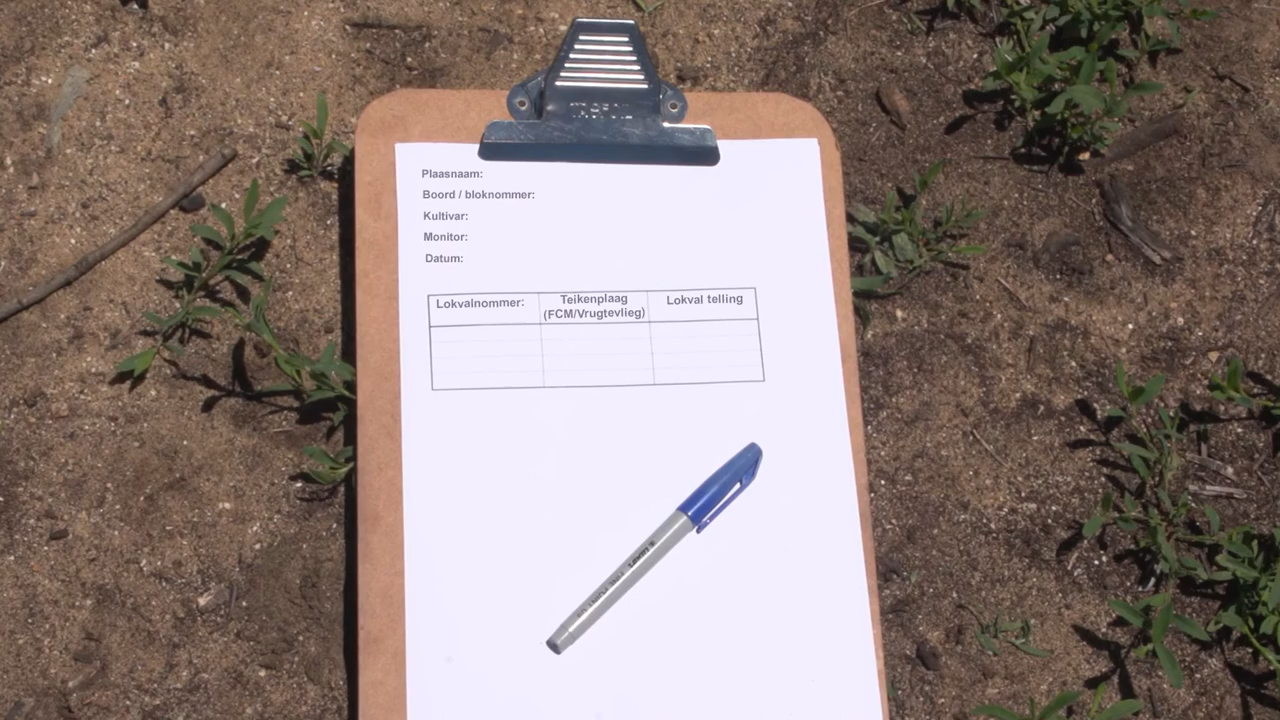 Plaasnaam:
Boord / bloknommer:
Kultivar:
Monitor:
Datum:
Lokvalnommer:
Teikenplaag
(FCM/Vrugtevlieg)
Lokval telling